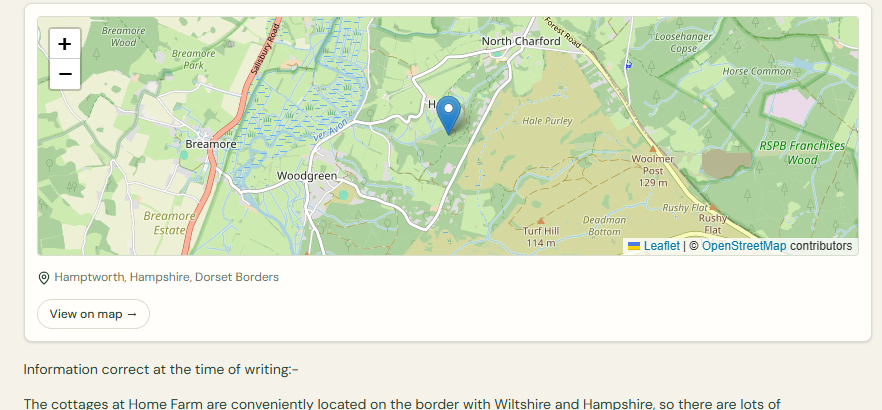 Breamore
Wood
Breamore
Park
Salisbury Road
North Charford
Forest Road
Loosehanger
Copse
Horse Common
+
−
H
Hale Purley
Ver Avon
Breamore
Woodgreen
RSPB Franchises
Wood
Woolmer
Post
129 m
Breamore
Estate
Deadman
Bottom
Turf Hill
114 m
Rushy Flat
Rushy
Flat
Leaflet | © OpenStreetMap contributors
Hamptworth, Hampshire, Dorset Borders
View on map →
Information correct at the time of writing:-
The cottages at Home Farm are conveniently located on the border with Wiltshire and Hampshire, so there are lots of